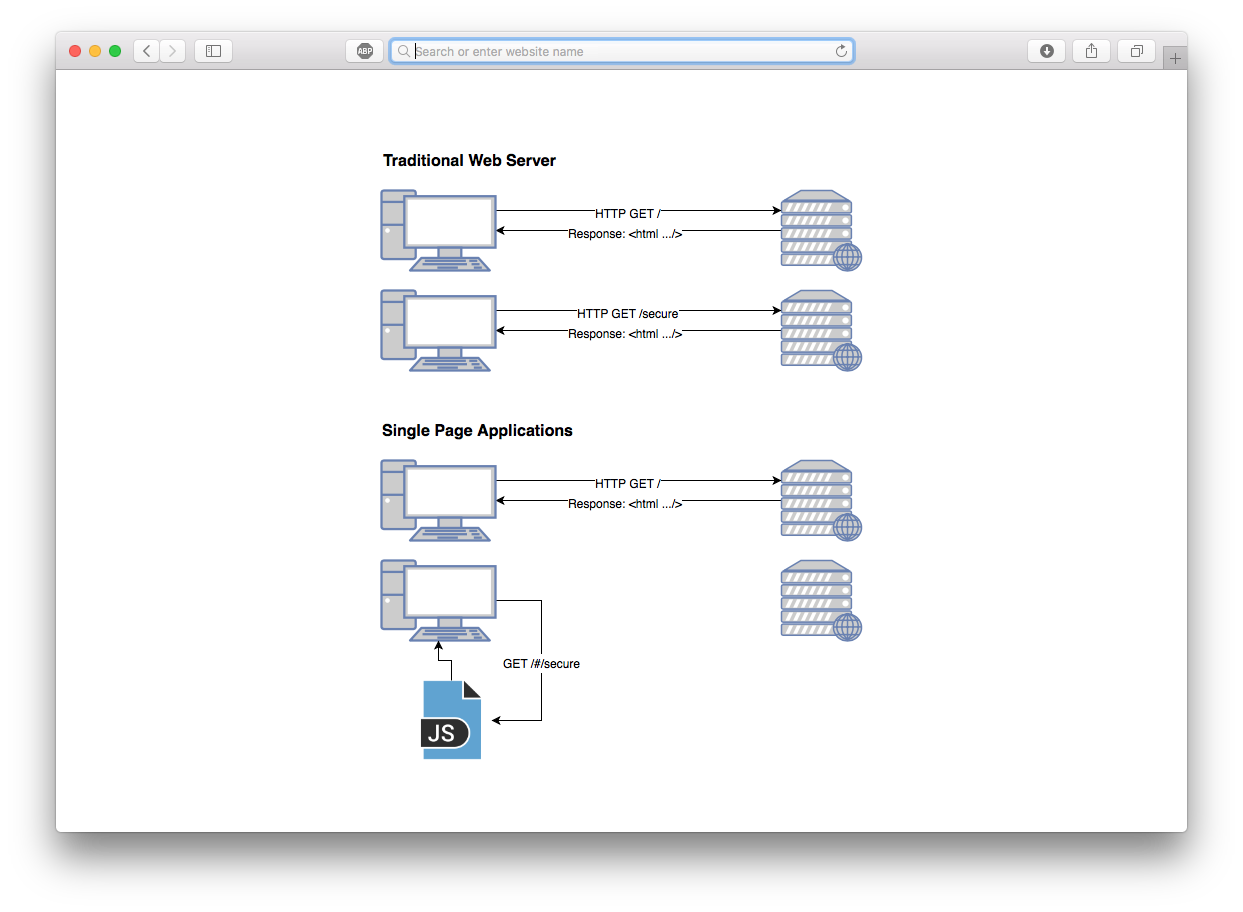 ABP
Search or enter website name
Traditional Web Server
HTTP GET /
Response: <html .../>
HTTP GET /secure
Response: <html .../>
Single Page Applications
HTTP GET /
Response: <html .../>
GET /#/secure
JS